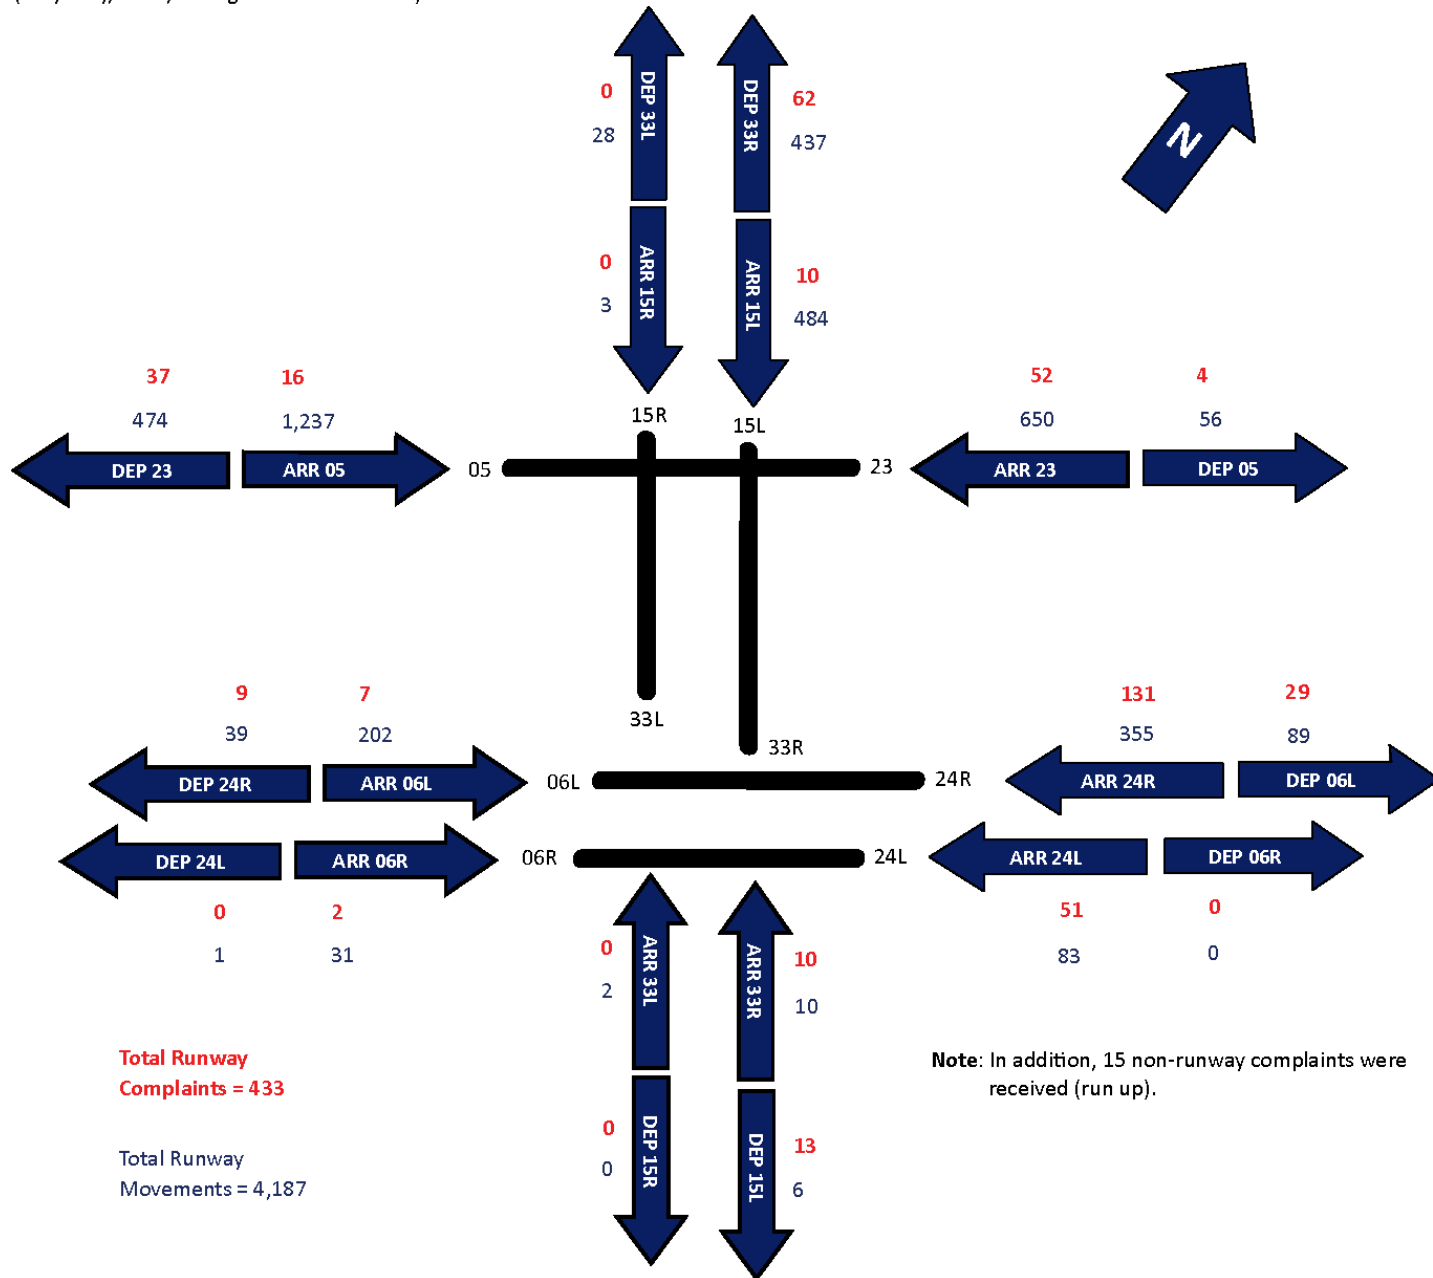 DEP 33L
DEP 33R
0
28
62
437
N
ARR 15R
ARR 15L
0
3
10
484
37
16
474
1,237
DEP 23
ARR 05
52
4
650
56
ARR 23
DEP 05
15R
15L
05
23
33L
33R
9
7
39
202
DEP 24R
ARR 06L
06L
24R
131
29
355
89
ARR 24R
DEP 06L
DEP 24L
ARR 06R
06R
24L
ARR 24L
DEP 06R
0
2
1
31
51
0
83
0
ARR 33L
ARR 33R
0
2
10
10
Total Runway
Complaints = 433
Total Runway
Movements = 4,187
Note: In addition, 15 non-runway complaints were
received (run up).
DEP 15R
DEP 15L
0
0
13
6